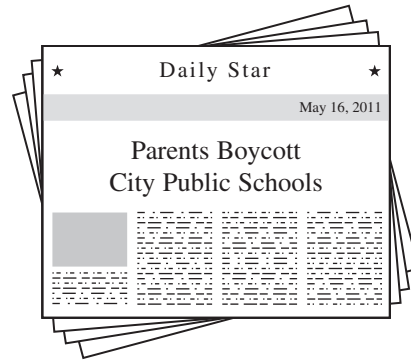 Daily Star
May 16, 2011
Parents Boycott
City Public Schools